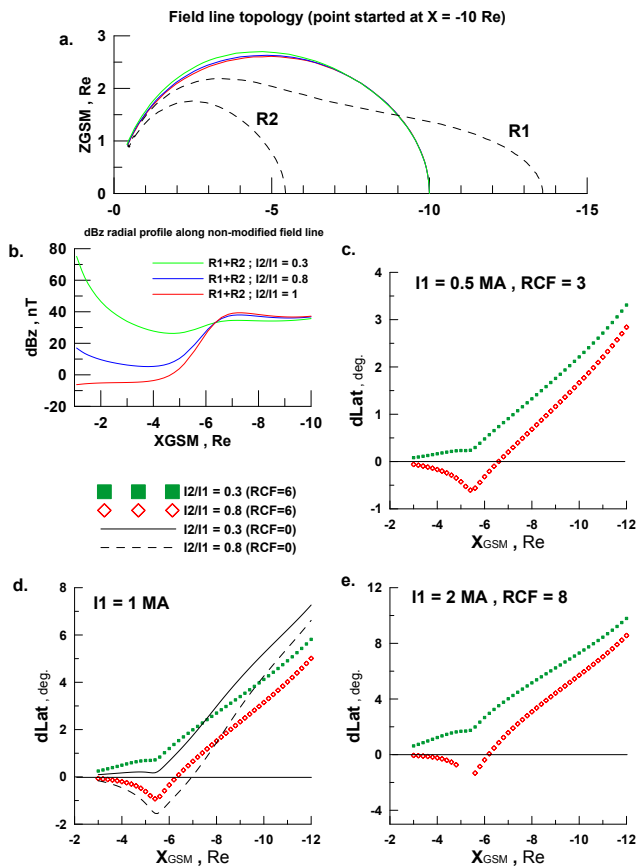 Field line topology (point started at X = -10 Re)
a.
ZGSM , Re
3
2
1
0
R2
R1
-0
-5
-10
-15
dBz radial profile along non-modified field line
b.
dBz , nT
80
60
40
20
0
-20
R1+R2 ; I2/I1 = 0.3
R1+R2 ; I2/I1 = 0.8
R1+R2 ; I2/I1 = 1
-2
-4
-6
-8
-10
XGSM , Re
c.
I1 = 0.5 MA , RCF = 3
dLat , deg.
4
3
2
1
0
-1
-2
-4
-6
-8
-10
-12
XGSM , Re
I2/I1 = 0.3 (RCF=6)
I2/I1 = 0.8 (RCF=6)
I2/I1 = 0.3 (RCF=0)
I2/I1 = 0.8 (RCF=0)
d.
I1 = 1 MA
dLat , deg.
8
6
4
2
0
-2
-2
-4
-6
-8
-10
-12
XGSM , Re
e.
I1 = 2 MA , RCF = 8
dLat , deg.
12
8
4
0
-4
-2
-4
-6
-8
-10
-12
XGSM , Re